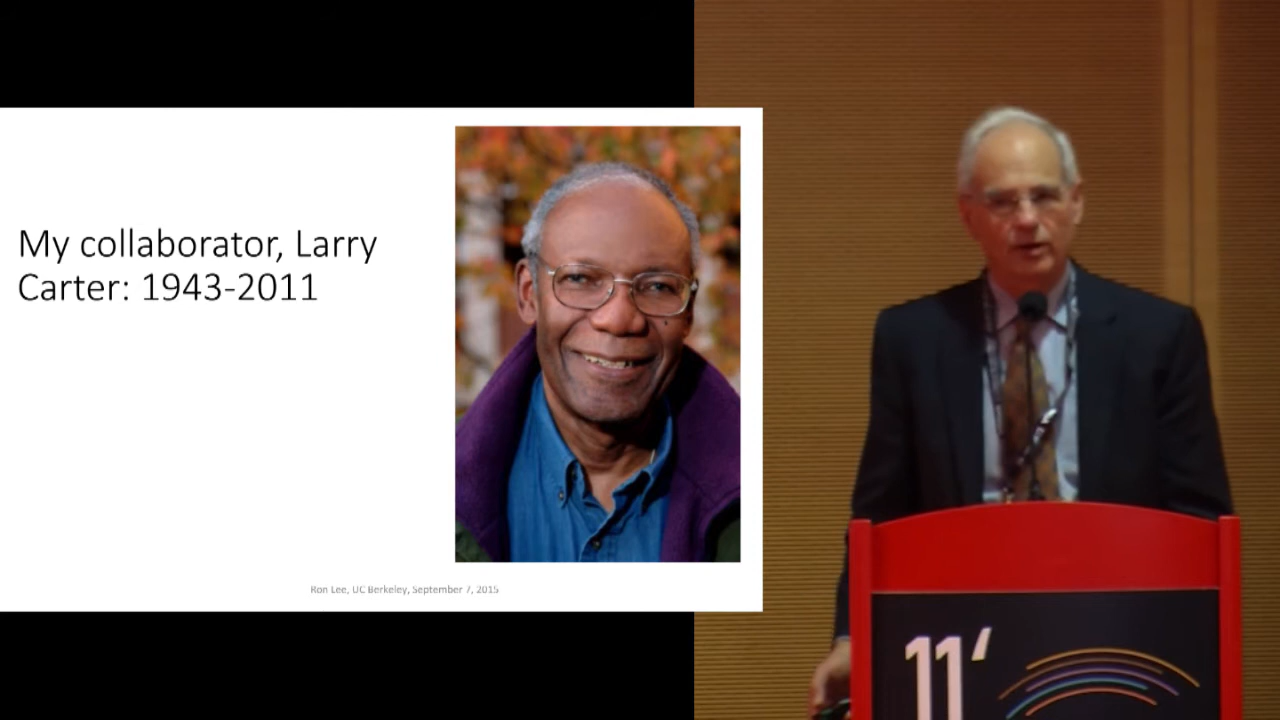 My collaborator, Larry
Carter: 1943-2011
Ron Lee, UC Berkeley, September 7, 2015
11‘